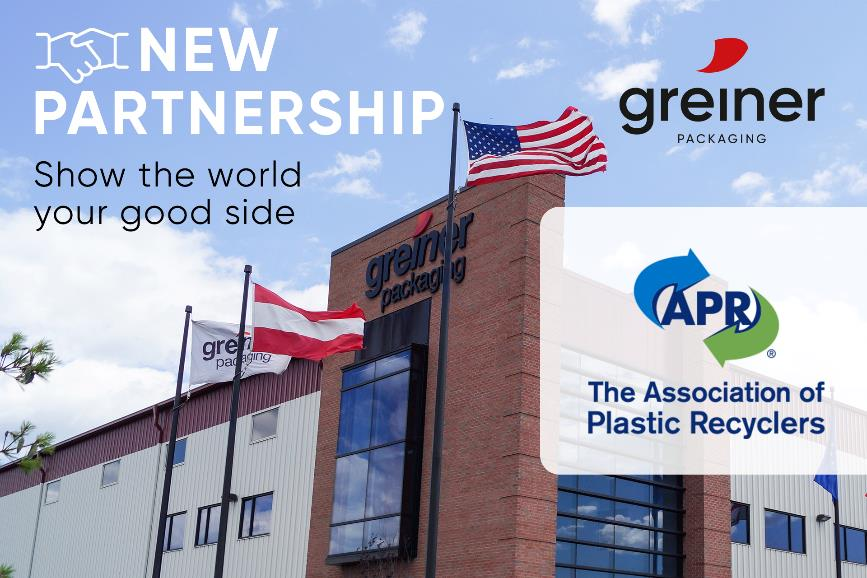 NEW
PARTNERSHIP
Show the world
your good side
greiner
PACKAGING
greiner
packaging
grein
packaging
APR
®
The Association of
Plastic Recyclers